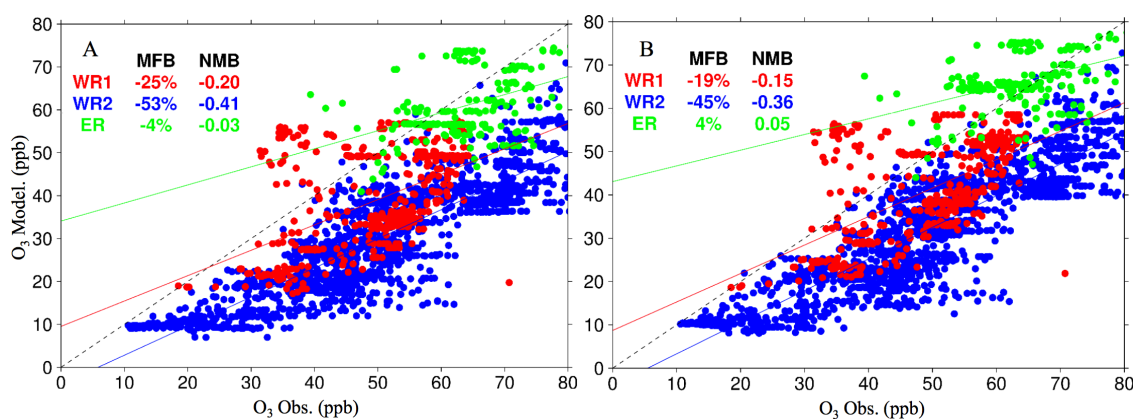 A
MFB NMB
WR1 -25% -0.20
WR2 -53% -0.41
ER -4% -0.03
O₃ Model. (ppb)
80
70
60
50
40
30
20
10
0
0 10 20 30 40 50 60 70 80
O₃ Obs. (ppb)
B
MFB NMB
WR1 -19% -0.15
WR2 -45% -0.36
ER 4% 0.05
80
70
60
50
40
30
20
10
0
0 10 20 30 40 50 60 70 80
O₃ Obs. (ppb)